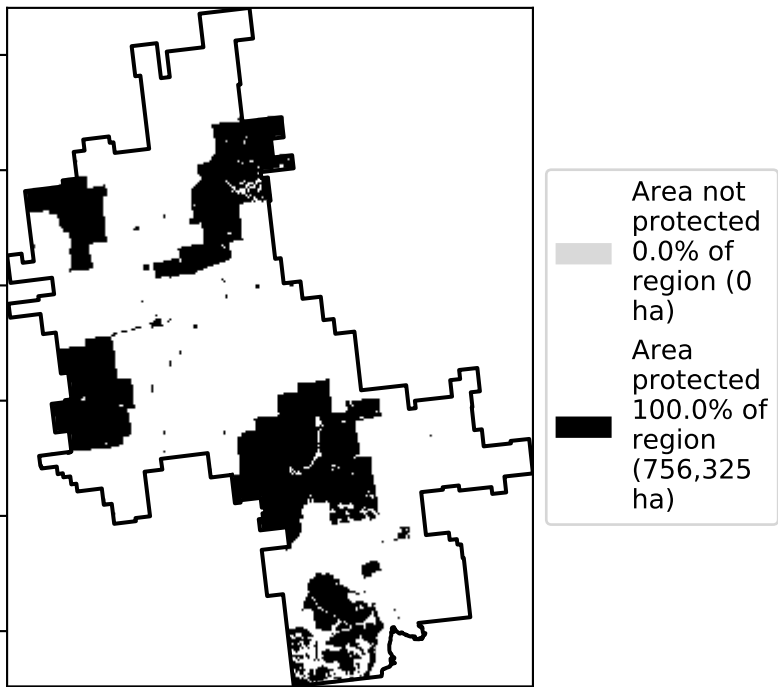 Area not
protected
0.0% of
region (0
ha)
Area
protected
100.0% of
region
(756,325
ha)